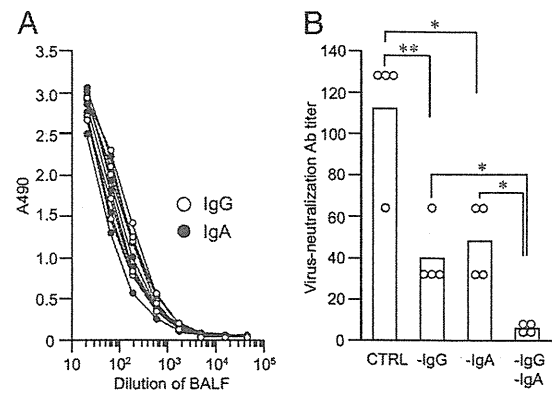 A
3.5
3.0
2.5
2.0
1.5
1.0
0.5
0
A490
IgG
IgA
10
10²
10³
10⁴
10⁵
Dilution of BALF
B
140
120
100
80
60
40
20
0
Virus-neutralization Ab titer
*
**
*
*
CTRL
-IgG
-IgA
-IgG
-IgA